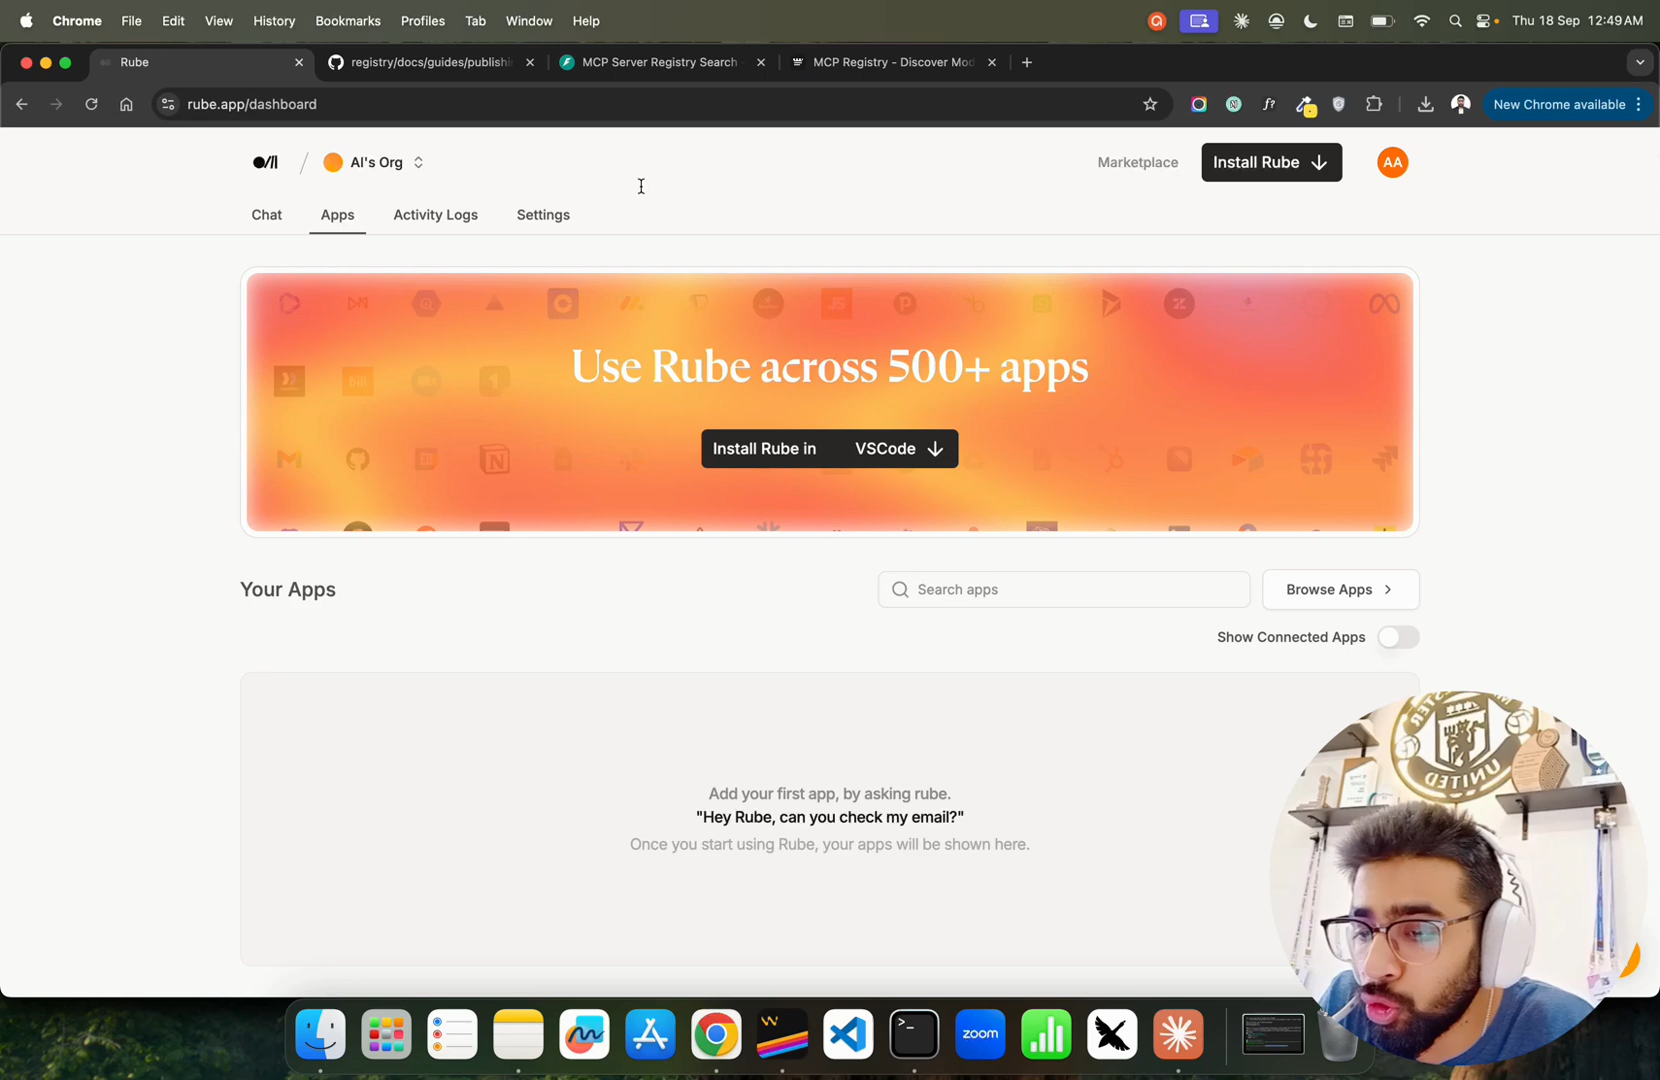 Chrome File Edit View History Bookmarks Profiles Tab Window Help Thu 18 Sep 12:49 AM
Rube registry/docs/guides/publishi MCP Server Registry Search - MCP Registry - Discover Mod
rube.app/dashboard New Chrome available
AI's Org Marketplace Install Rube AA
Chat Apps Activity Logs Settings
Use Rube across 500+ apps
Install Rube in VSCode
Your Apps Search apps Browse Apps
Show Connected Apps
Add your first app, by asking rube.
"Hey Rube, can you check my email?"
Once you start using Rube, your apps will be shown here.
UNITED
zoom